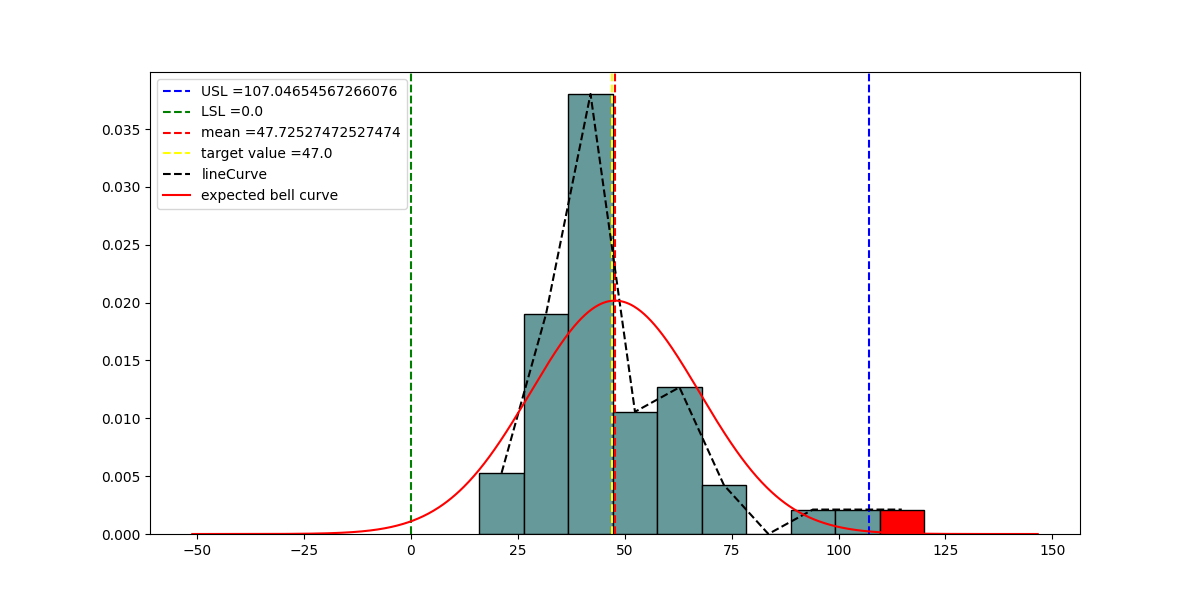 USL =107.04654567266076
LSL =0.0
mean =47.72527472527474
target value =47.0
lineCurve
expected bell curve
0.035
0.030
0.025
0.020
0.015
0.010
0.005
0.000
−50 −25 0 25 50 75 100 125 150